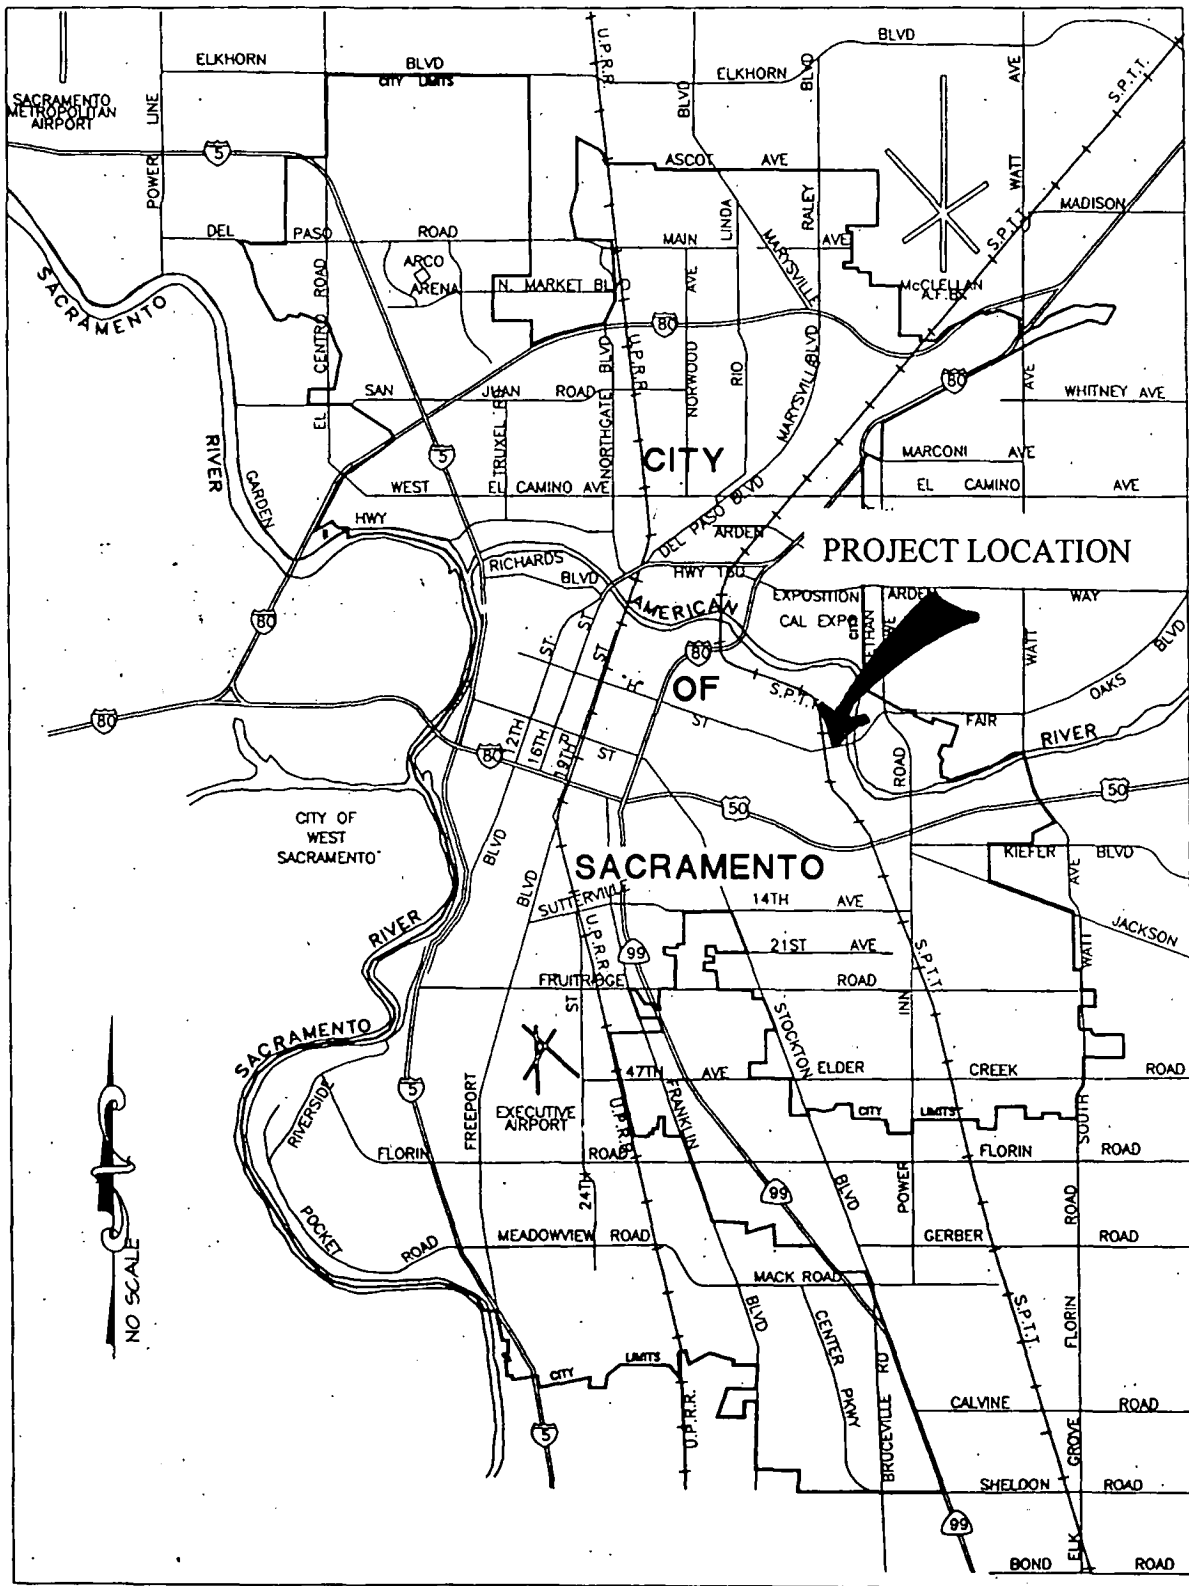 ELKHORN
BLVD
CITY LIMITS
U.P.R.R.
BLVD
ELKHORN
BLVD
BLVD
AVE
S.P.T.T.
SACRAMENTO
METROPOLITAN
AIRPORT
POWER LINE
5
ASCOT AVE
RALEY
WATT
MADISON
DEL PASO ROAD
MAIN AVE
LINDA
MARYSVILLE
S.P.T.T.
SACRAMENTO
ARCO
ARENA
N. MARKET BLVD
AVE
McCLELLAN
A.F.B.
EL CENTRO ROAD
80
BLVD
U.P.R.R.
NORWOOD
RIO
MARYSVILLE
BLVD
80
AVE
SAN JUAN ROAD
WHITNEY AVE
RIVER
5
TRUXEL RD
NORTHGATE
CITY
MARCONI AVE
GARDEN
HWY
WEST EL CAMINO AVE
DEL PASO BLVD
EL CAMINO AVE
ARDEN
PROJECT LOCATION
RICHARDS
BLVD
HWY 160
AMERICAN
EXPOSITION
CAL EXPO
CITY
ETHAN
AVE
ARDEN
WAY
80
ST
ST
ST
"H"
ST
80
OF
S.P.T.T.
WATT
OAKS
BLVD
FAIR
RIVER
80
80
12TH
16TH
19TH
P
ST
ROAD
50
50
CITY OF
WEST
SACRAMENTO
BLVD
BLVD
SACRAMENTO
KIEFER BLVD
AVE
SUTTERVILLE
14TH AVE
JACKSON
RIVER
U.P.R.R.
99
21ST AVE
S.P.T.T.
WATT
FRUITRIDGE
ROAD
ST
INN
SACRAMENTO
STOCKTON
47TH AVE
ELDER CREEK ROAD
RIVERSIDE
5
FREEPORT
EXECUTIVE
AIRPORT
U.P.R.R.
FRANKLIN
CITY LIMITS
SOUTH
FLORIN ROAD
FLORIN ROAD
24TH
99
BLVD
POWER
ROAD
POCKET
ROAD
MEADOWVIEW ROAD
GERBER ROAD
NO SCALE
MACK ROAD
BLVD
CENTER
PKWY
S.P.T.T.
FLORIN
CITY LIMITS
BRUCEVILLE RD
CALVINE ROAD
5
U.P.R.R.
GROVE
SHELDON ROAD
99
ELK
BOND ROAD